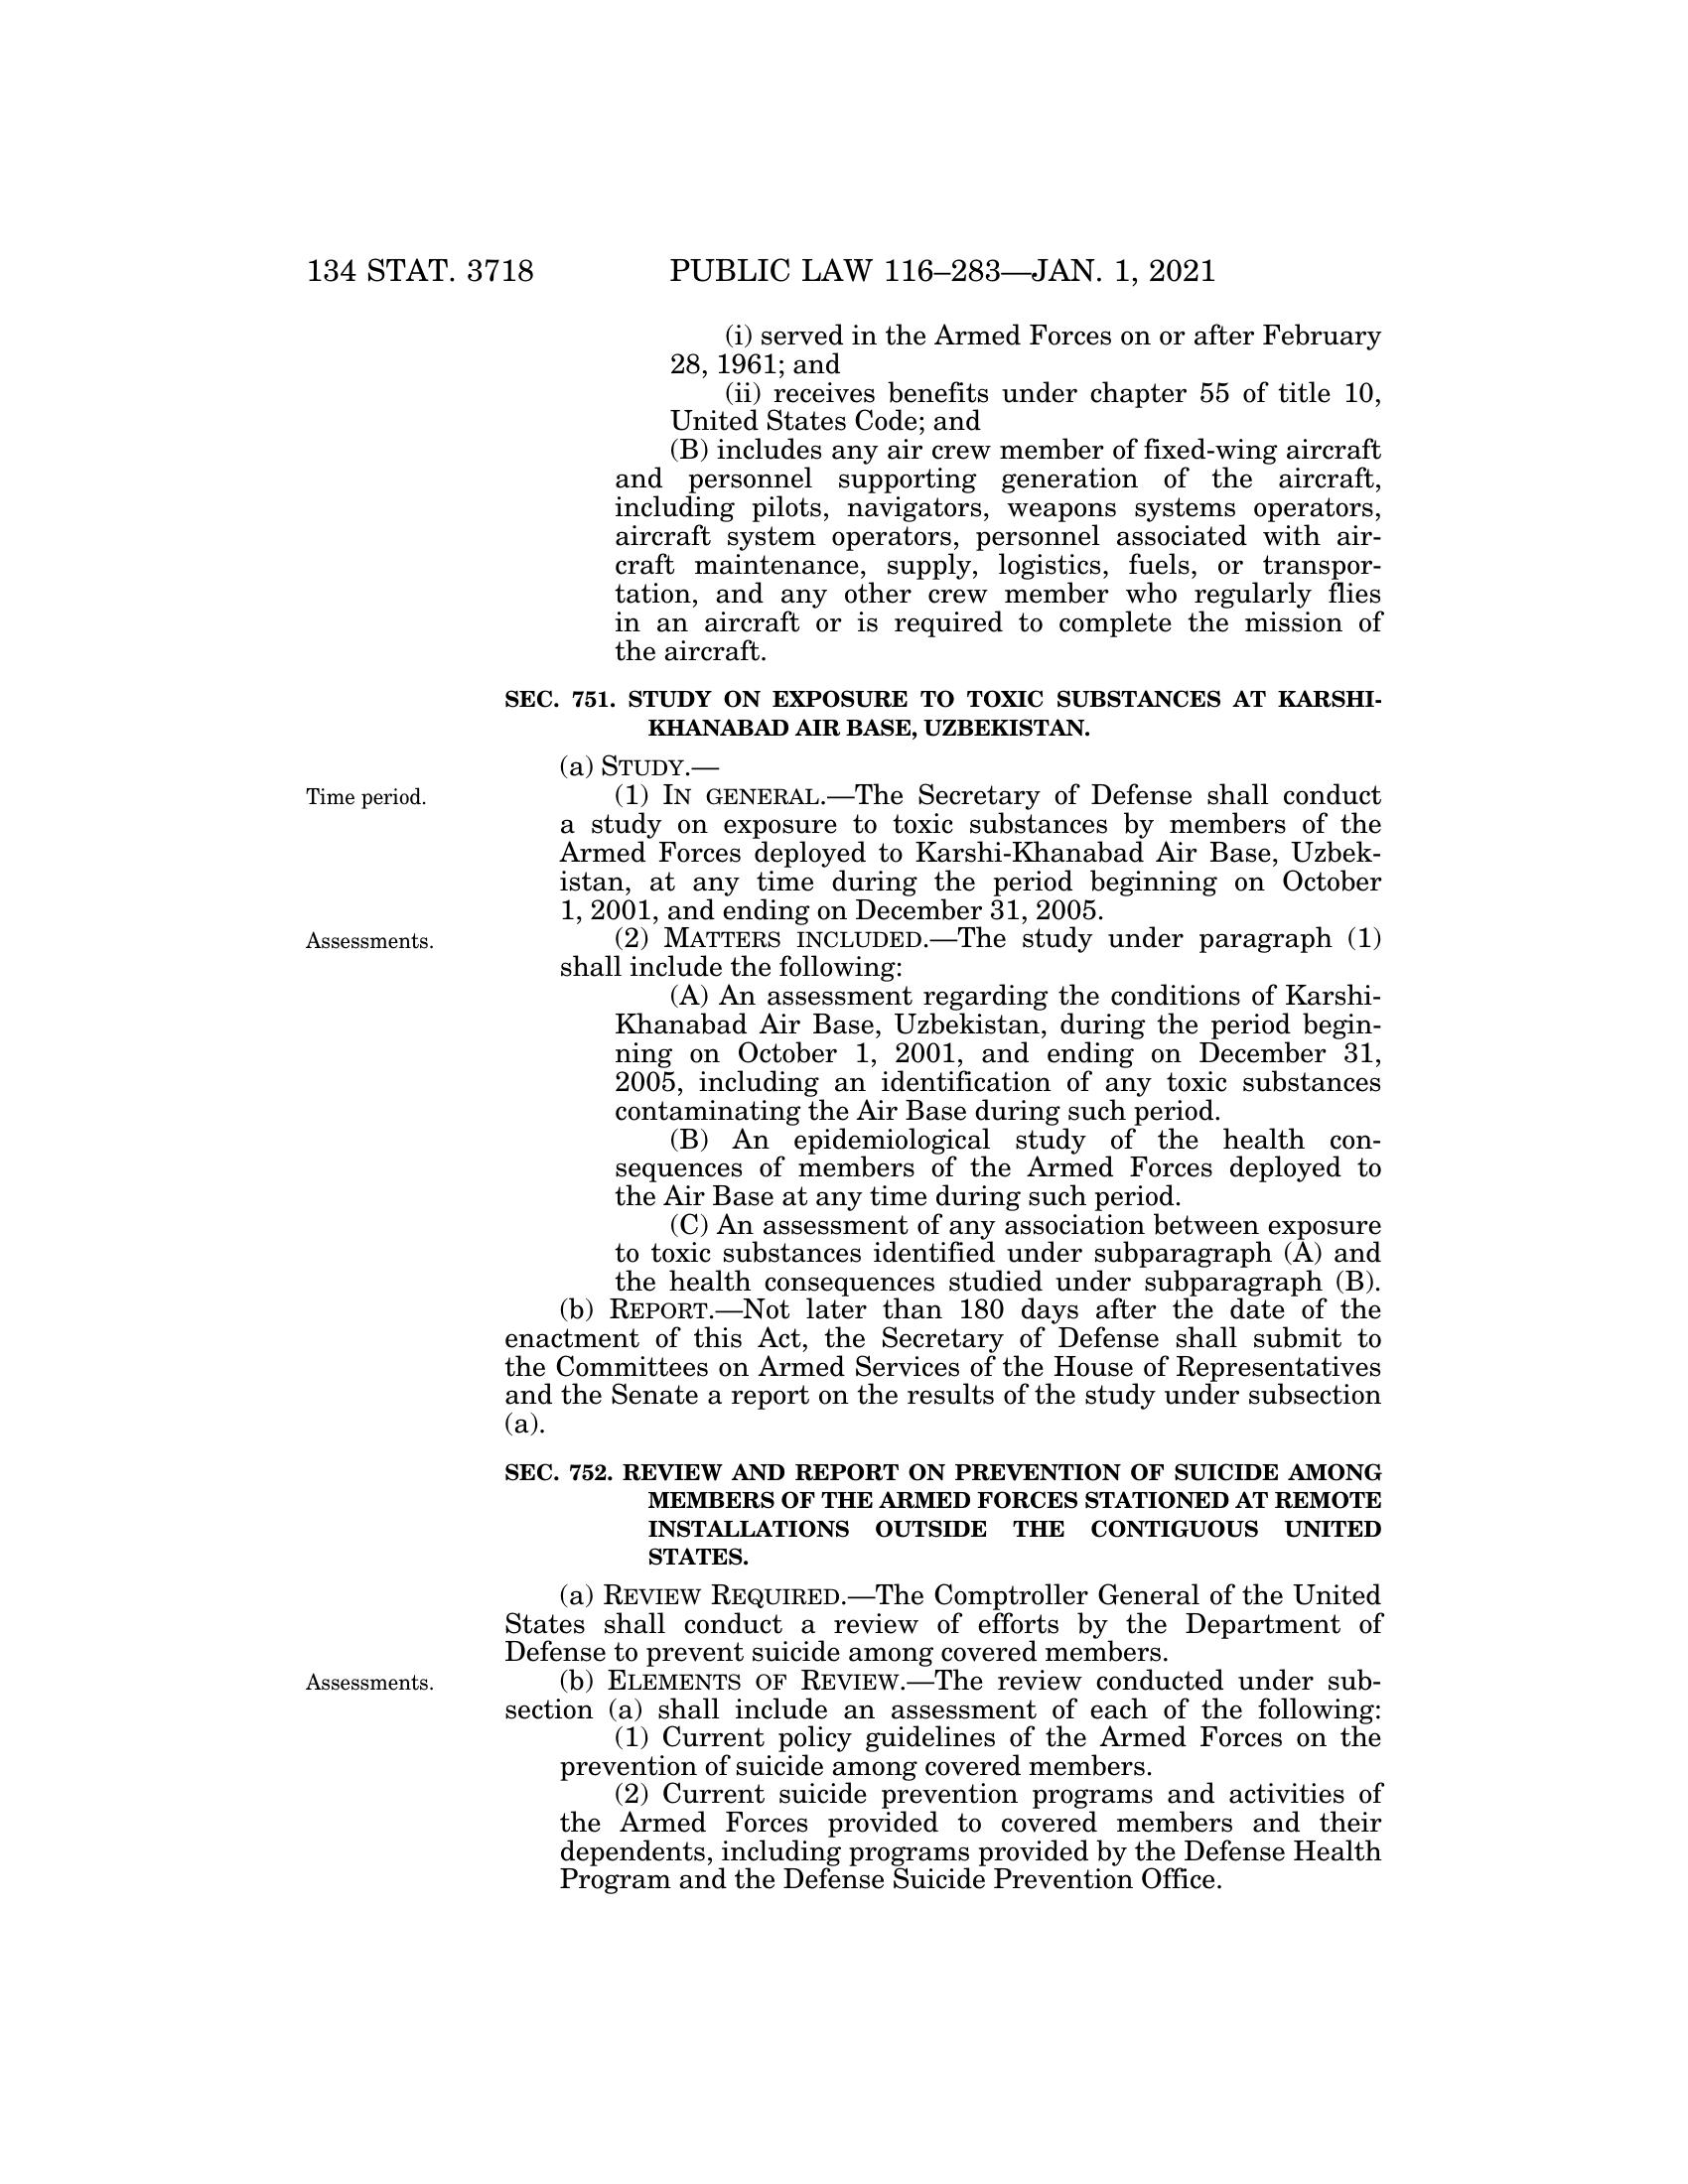 134 STAT. 3718 PUBLIC LAW 116–283—JAN. 1, 2021
(i) served in the Armed Forces on or after February
28, 1961; and
(ii) receives benefits under chapter 55 of title 10,
United States Code; and
(B) includes any air crew member of fixed-wing aircraft
and personnel supporting generation of the aircraft,
including pilots, navigators, weapons systems operators,
aircraft system operators, personnel associated with air-
craft maintenance, supply, logistics, fuels, or transpor-
tation, and any other crew member who regularly flies
in an aircraft or is required to complete the mission of
the aircraft.
SEC. 751. STUDY ON EXPOSURE TO TOXIC SUBSTANCES AT KARSHI-
KHANABAD AIR BASE, UZBEKISTAN.
(a) STUDY.—
Time period.
(1) IN GENERAL.—The Secretary of Defense shall conduct
a study on exposure to toxic substances by members of the
Armed Forces deployed to Karshi-Khanabad Air Base, Uzbek-
istan, at any time during the period beginning on October
1, 2001, and ending on December 31, 2005.
Assessments.
(2) MATTERS INCLUDED.—The study under paragraph (1)
shall include the following:
(A) An assessment regarding the conditions of Karshi-
Khanabad Air Base, Uzbekistan, during the period begin-
ning on October 1, 2001, and ending on December 31,
2005, including an identification of any toxic substances
contaminating the Air Base during such period.
(B) An epidemiological study of the health con-
sequences of members of the Armed Forces deployed to
the Air Base at any time during such period.
(C) An assessment of any association between exposure
to toxic substances identified under subparagraph (A) and
the health consequences studied under subparagraph (B).
(b) REPORT.—Not later than 180 days after the date of the
enactment of this Act, the Secretary of Defense shall submit to
the Committees on Armed Services of the House of Representatives
and the Senate a report on the results of the study under subsection
(a).
SEC. 752. REVIEW AND REPORT ON PREVENTION OF SUICIDE AMONG
MEMBERS OF THE ARMED FORCES STATIONED AT REMOTE
INSTALLATIONS OUTSIDE THE CONTIGUOUS UNITED
STATES.
(a) REVIEW REQUIRED.—The Comptroller General of the United
States shall conduct a review of efforts by the Department of
Defense to prevent suicide among covered members.
Assessments.
(b) ELEMENTS OF REVIEW.—The review conducted under sub-
section (a) shall include an assessment of each of the following:
(1) Current policy guidelines of the Armed Forces on the
prevention of suicide among covered members.
(2) Current suicide prevention programs and activities of
the Armed Forces provided to covered members and their
dependents, including programs provided by the Defense Health
Program and the Defense Suicide Prevention Office.